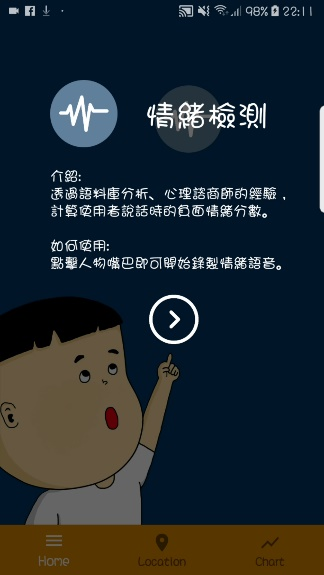 98% 22:11
情緒檢測
介紹:
透過語料庫分析、心理諮商師的經驗，
計算使用者說話時的負面情緒分數。
如何使用:
點擊人物嘴巴即可開始錄製情緒語音。
Home Location Chart